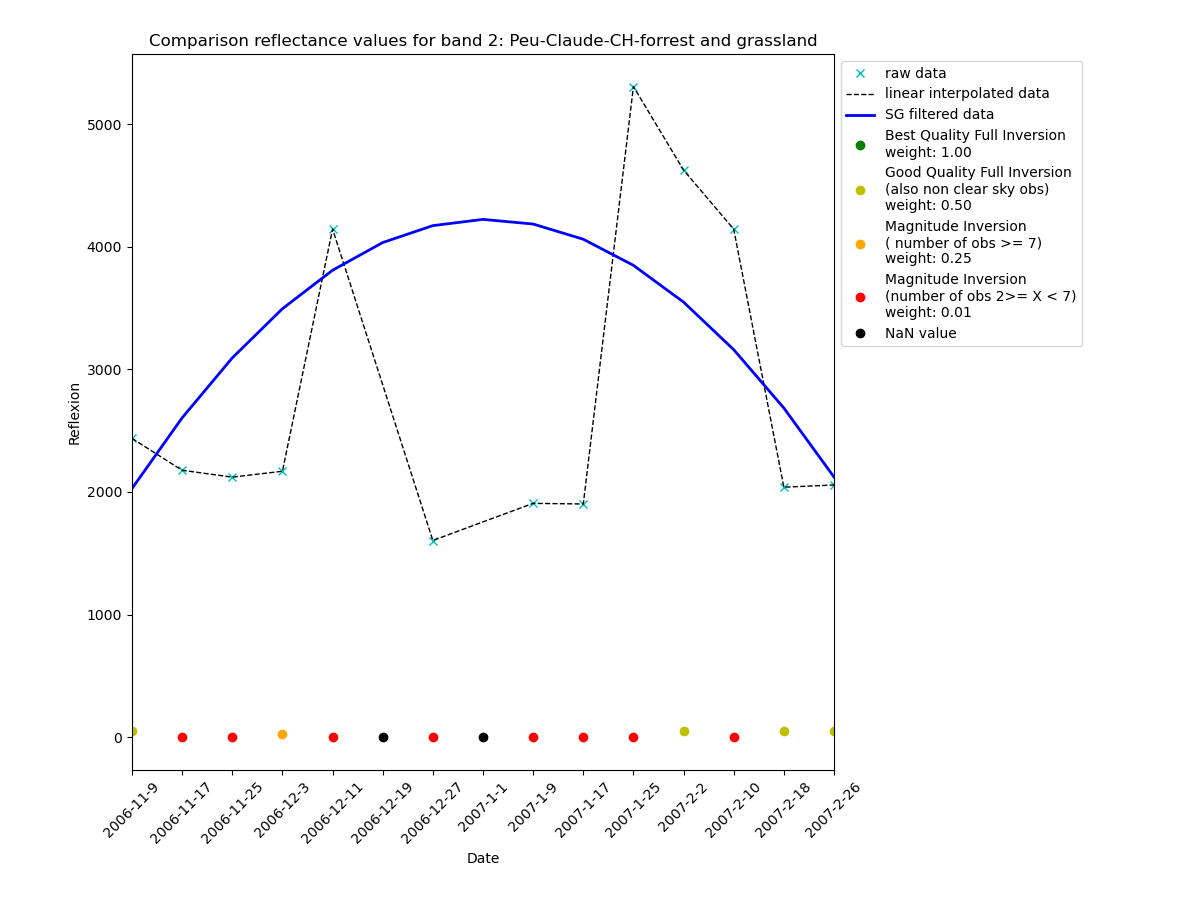 Comparison reflectance values for band 2: Peu-Claude-CH-forrest and grassland
raw data
linear interpolated data
SG filtered data
Best Quality Full Inversion
weight: 1.00
Good Quality Full Inversion
(also non clear sky obs)
weight: 0.50
Magnitude Inversion
( number of obs >= 7)
weight: 0.25
Magnitude Inversion
(number of obs 2>= X < 7)
weight: 0.01
NaN value
Reflexion
5000
4000
3000
2000
1000
0
2006-11-9
2006-11-17
2006-11-25
2006-12-3
2006-12-11
2006-12-19
2006-12-27
2007-1-1
2007-1-9
2007-1-17
2007-1-25
2007-2-2
2007-2-10
2007-2-18
2007-2-26
Date